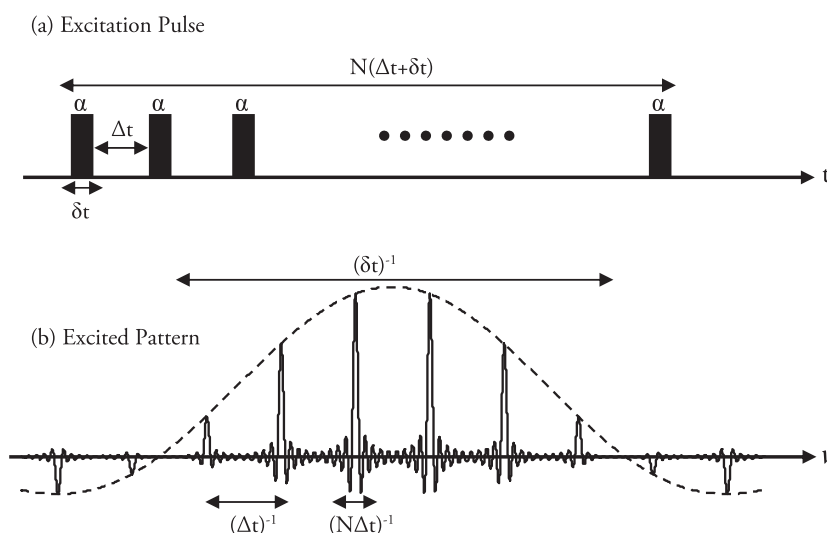 (a) Excitation Pulse
N(Δt+δt)
α α α α
Δt
t
δt
(δt)⁻¹
(b) Excited Pattern
(Δt)⁻¹ (NΔt)⁻¹